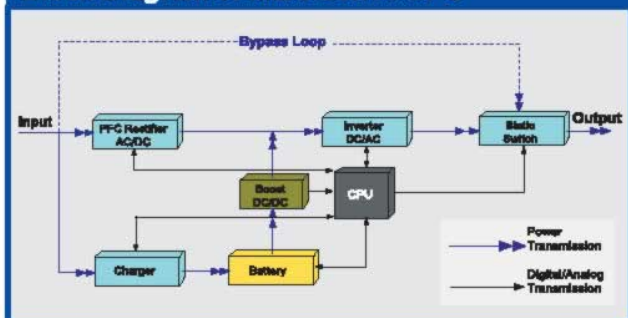 Bypass Loop
Input
PFC Rectifier
AC/DC
Inverter
DC/AC
Static
Switch
Output
Boost
DC/DC
CPU
Charger
Battery
Power
Transmission
Digital/Analog
Transmission